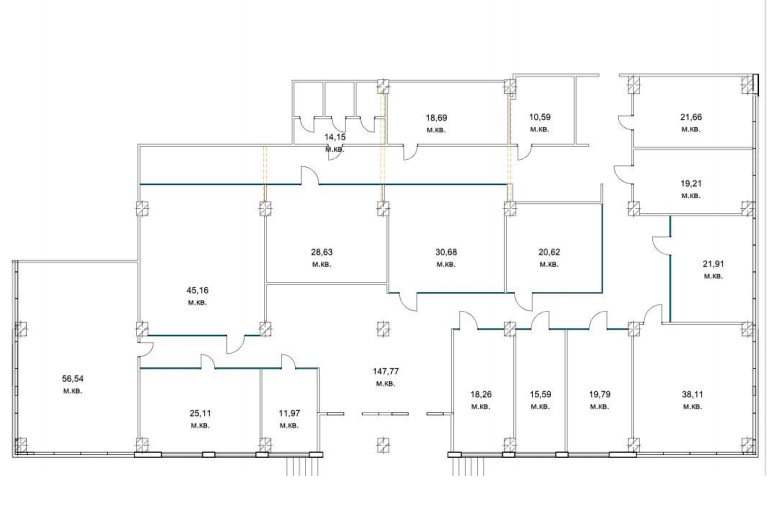 18,69
м.кв.
10,59
м.кв.
21,66
м.кв.
14,15
м.кв.
19,21
м.кв.
28,63
м.кв.
30,68
м.кв.
20,62
м.кв.
21,91
м.кв.
45,16
м.кв.
56,54
м.кв.
147,77
м.кв.
25,11
м.кв.
11,97
м.кв.
18,26
м.кв.
15,59
м.кв.
19,79
м.кв.
38,11
м.кв.